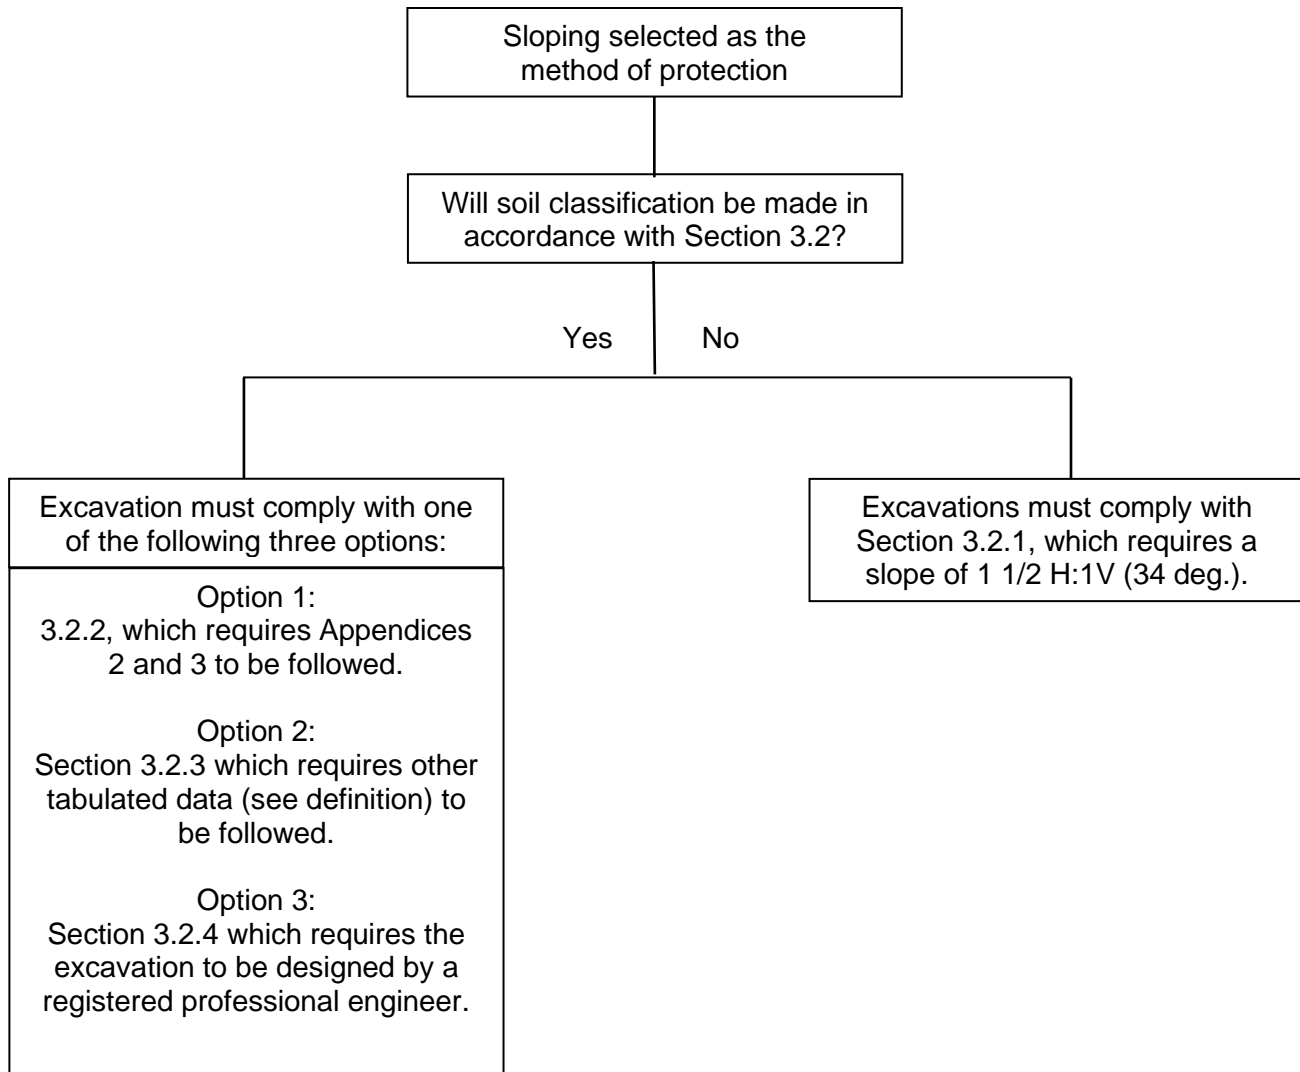 Sloping selected as the
method of protection
Will soil classification be made in
accordance with Section 3.2?
Yes
No
Excavation must comply with one
of the following three options:
Option 1:
3.2.2, which requires Appendices
2 and 3 to be followed.
Option 2:
Section 3.2.3 which requires other
tabulated data (see definition) to
be followed.
Option 3:
Section 3.2.4 which requires the
excavation to be designed by a
registered professional engineer.
Excavations must comply with
Section 3.2.1, which requires a
slope of 1 1/2 H:1V (34 deg.).